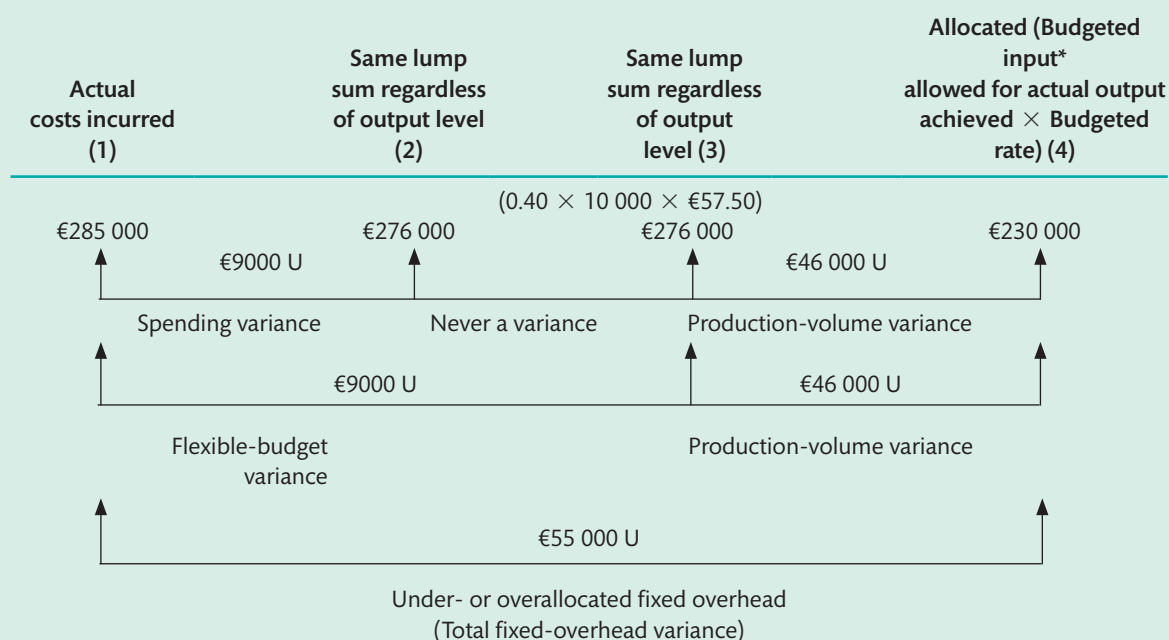 Actual
costs incurred
(1)
Same lump
sum regardless
of output level
(2)
Same lump
sum regardless
of output
level (3)
Allocated (Budgeted
input*
allowed for actual output
achieved × Budgeted
rate) (4)
(0.40 × 10 000 × €57.50)
€285 000 €276 000 €276 000 €230 000
€9000 U €46 000 U
Spending variance Never a variance Production-volume variance
€9000 U €46 000 U
Flexible-budget
variance
Production-volume variance
€55 000 U
Under- or overallocated fixed overhead
(Total fixed-overhead variance)